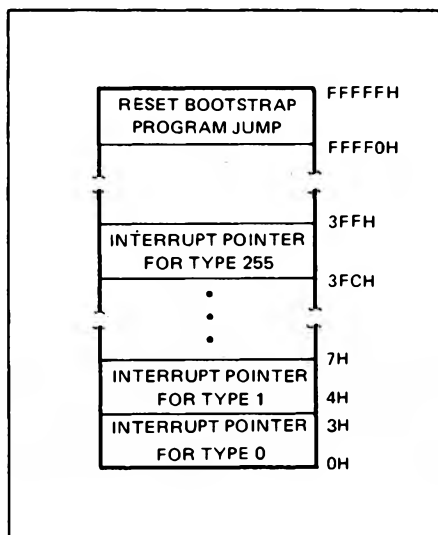 RESET BOOTSTRAP
PROGRAM JUMP
FFFFFH
FFFF0H
INTERRUPT POINTER
FOR TYPE 255
3FFH
3FCH
INTERRUPT POINTER
FOR TYPE 1
7H
4H
INTERRUPT POINTER
FOR TYPE 0
3H
0H